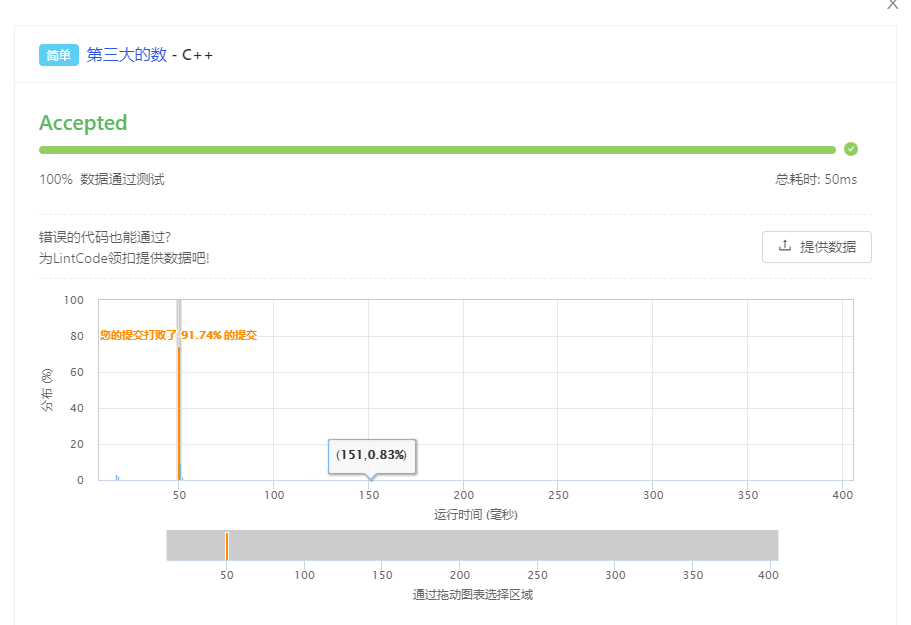 X
简单 第三大的数 - C++
Accepted
100% 数据通过测试 总耗时: 50ms
错误的代码也能通过?
为LintCode领扣提供数据吧!
提供数据
100
您的提交打败了 91.74% 的提交
80
60
40
20
0
分布 (%)
(151,0.83%)
50 100 150 200 250 300 350 400
运行时间 (毫秒)
50 100 150 200 250 300 350 400
通过拖动图表选择区域